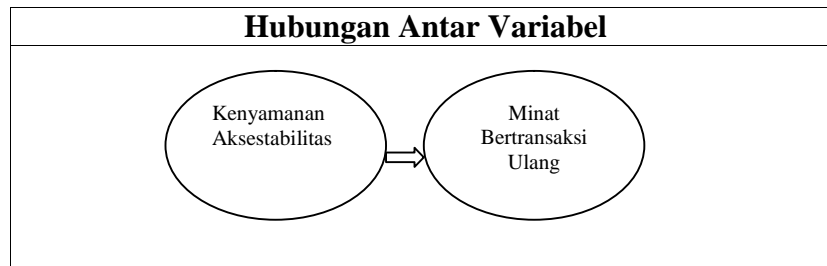 Hubungan Antar Variabel
Kenyamanan
Aksestabilitas
Minat
Bertransaksi
Ulang